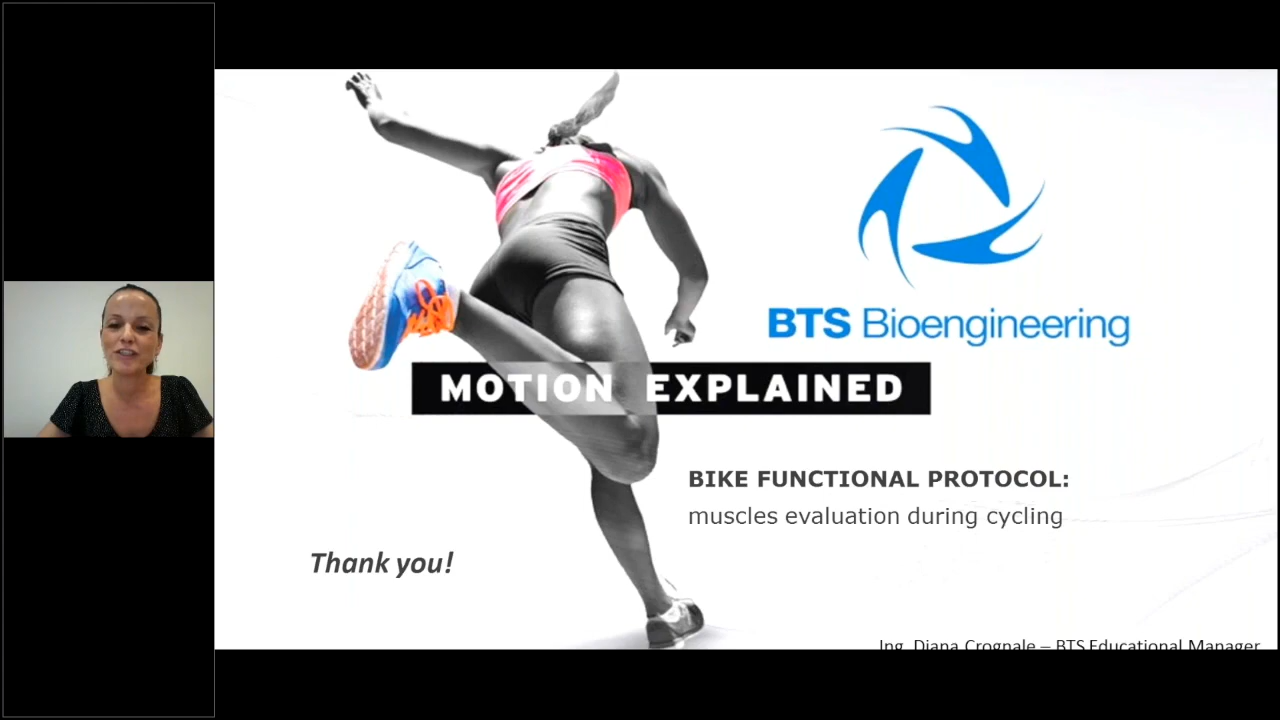 BTS Bioengineering
MOTION EXPLAINED
BIKE FUNCTIONAL PROTOCOL:
muscles evaluation during cycling
Thank you!
Ing. Diana Crognale – BTS Educational Manager